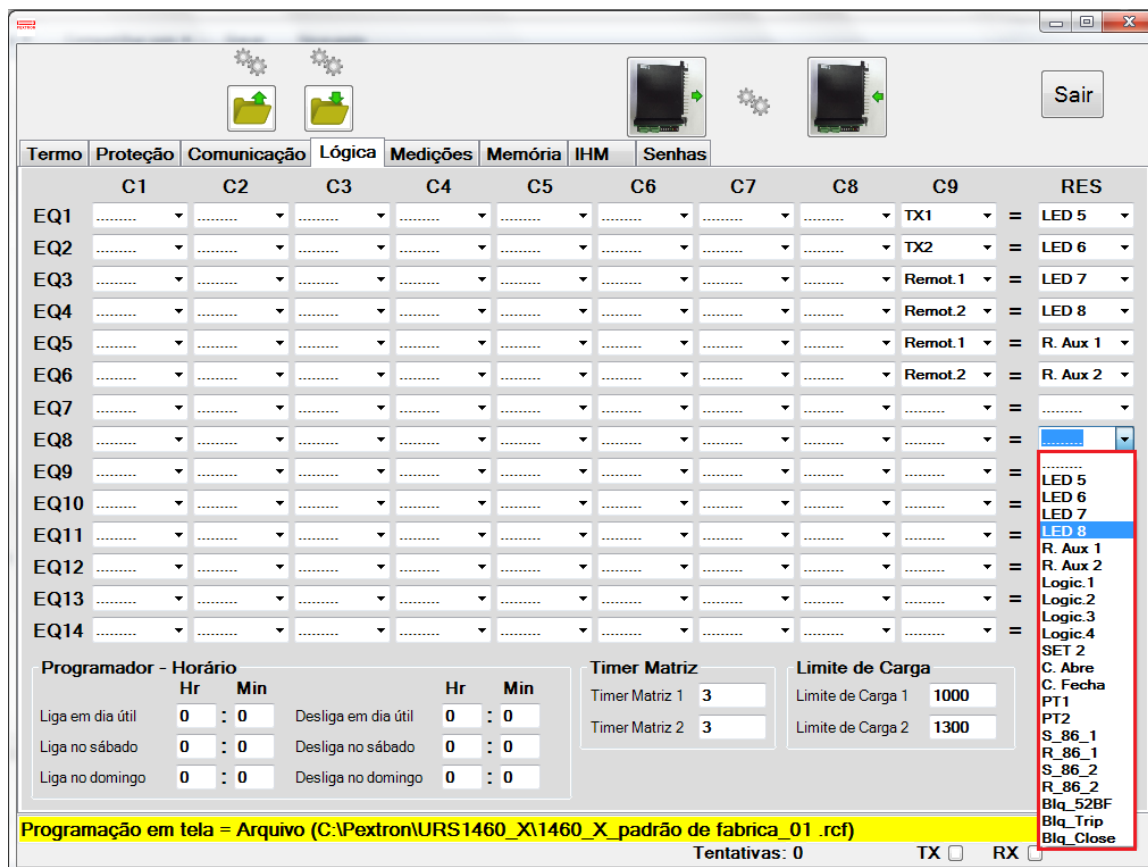 PEXTRON
Sair
Termo Proteção Comunicação Lógica Medições Memória IHM Senhas
C1 C2 C3 C4 C5 C6 C7 C8 C9 RES
EQ1 ......... ......... ......... ......... ......... ......... ......... ......... TX1 = LED 5
EQ2 ......... ......... ......... ......... ......... ......... ......... ......... TX2 = LED 6
EQ3 ......... ......... ......... ......... ......... ......... ......... ......... Remot.1 = LED 7
EQ4 ......... ......... ......... ......... ......... ......... ......... ......... Remot.2 = LED 8
EQ5 ......... ......... ......... ......... ......... ......... ......... ......... Remot.1 = R. Aux 1
EQ6 ......... ......... ......... ......... ......... ......... ......... ......... Remot.2 = R. Aux 2
EQ7 ......... ......... ......... ......... ......... ......... ......... ......... ......... = .........
EQ8 ......... ......... ......... ......... ......... ......... ......... ......... ......... = .........
EQ9 ......... ......... ......... ......... ......... ......... ......... ......... ......... =
EQ10 ......... ......... ......... ......... ......... ......... ......... ......... ......... =
EQ11 ......... ......... ......... ......... ......... ......... ......... ......... ......... =
EQ12 ......... ......... ......... ......... ......... ......... ......... ......... ......... =
EQ13 ......... ......... ......... ......... ......... ......... ......... ......... ......... =
EQ14 ......... ......... ......... ......... ......... ......... ......... ......... ......... =
.........
LED 5
LED 6
LED 7
LED 8
R. Aux 1
R. Aux 2
Logic.1
Logic.2
Logic.3
Logic.4
SET 2
C. Abre
C. Fecha
PT1
PT2
S_86_1
R_86_1
S_86_2
R_86_2
Blq_52BF
Blq_Trip
Blq_Close
Programador - Horário
Hr Min Hr Min
Liga em dia útil 0 : 0 Desliga em dia útil 0 : 0
Liga no sábado 0 : 0 Desliga no sábado 0 : 0
Liga no domingo 0 : 0 Desliga no domingo 0 : 0
Timer Matriz
Timer Matriz 1 3
Timer Matriz 2 3
Limite de Carga
Limite de Carga 1 1000
Limite de Carga 2 1300
Programação em tela = Arquivo (C:\Pextron\URS1460_X\1460_X_padrão de fabrica_01 .rcf)
Tentativas: 0 TX RX